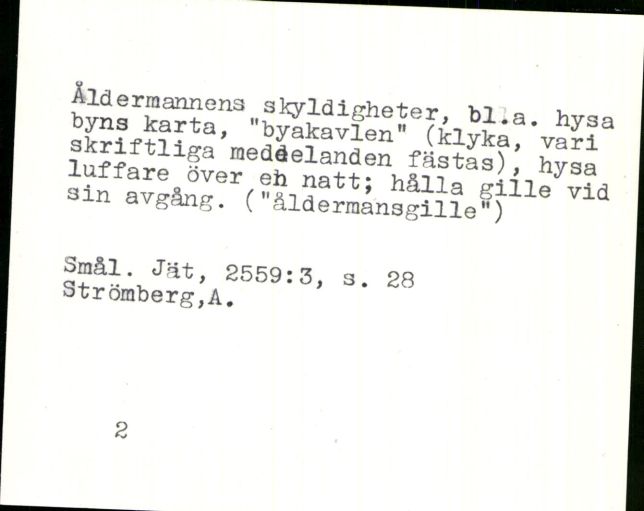 Åldermannens skyldigheter, bl.a. hysa
byns karta, "byakavlen" (klyka, vari
skriftliga meddelanden fästas), hysa
luffare över en natt; hålla gille vid
sin avgång. ("åldermansgille")
Smål. Jät, 2559:3, s. 28
Strömberg,A.
2